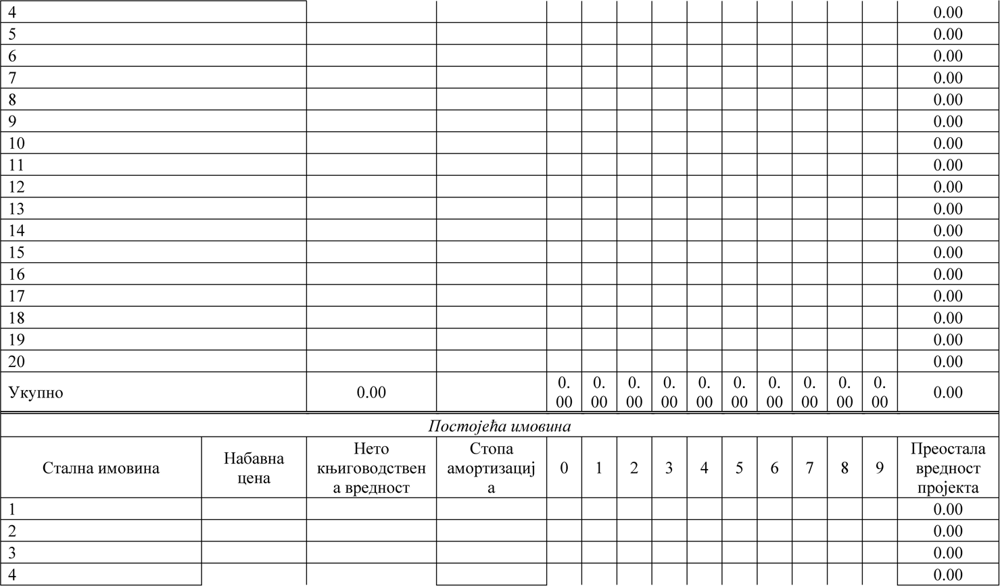 4 0.00
5 0.00
6 0.00
7 0.00
8 0.00
9 0.00
10 0.00
11 0.00
12 0.00
13 0.00
14 0.00
15 0.00
16 0.00
17 0.00
18 0.00
19 0.00
20 0.00
Укупно 0.00 0. 00 0. 00 0. 00 0. 00 0. 00 0. 00 0. 00 0. 00 0. 00 0. 00 0.00
Постојећа имовина
Стална имовина
Набавна
цена
Нето
књиговодствен
а вредност
Стопа
амортизациј
а
0 1 2 3 4 5 6 7 8 9
Преостала
вредност
пројекта
1 0.00
2 0.00
3 0.00
4 0.00